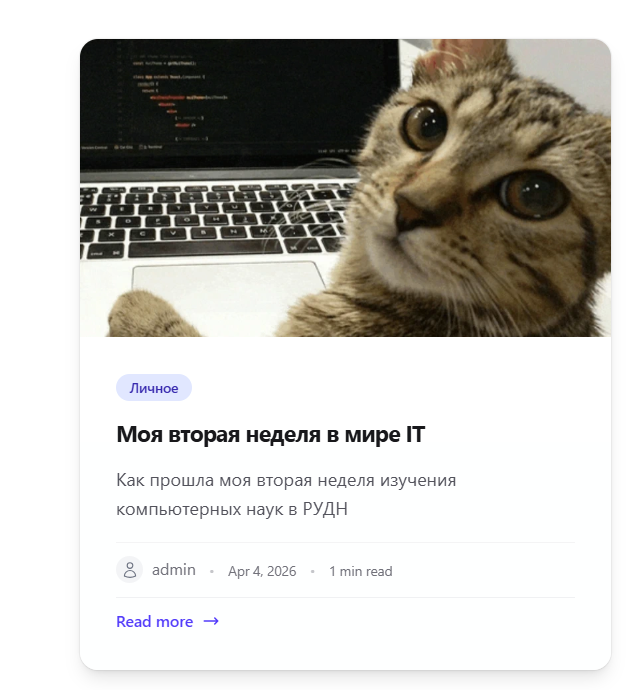 Личное
Моя вторая неделя в мире IT
Как прошла моя вторая неделя изучения
компьютерных наук в РУДН
admin • Apr 4, 2026 • 1 min read
Read more →